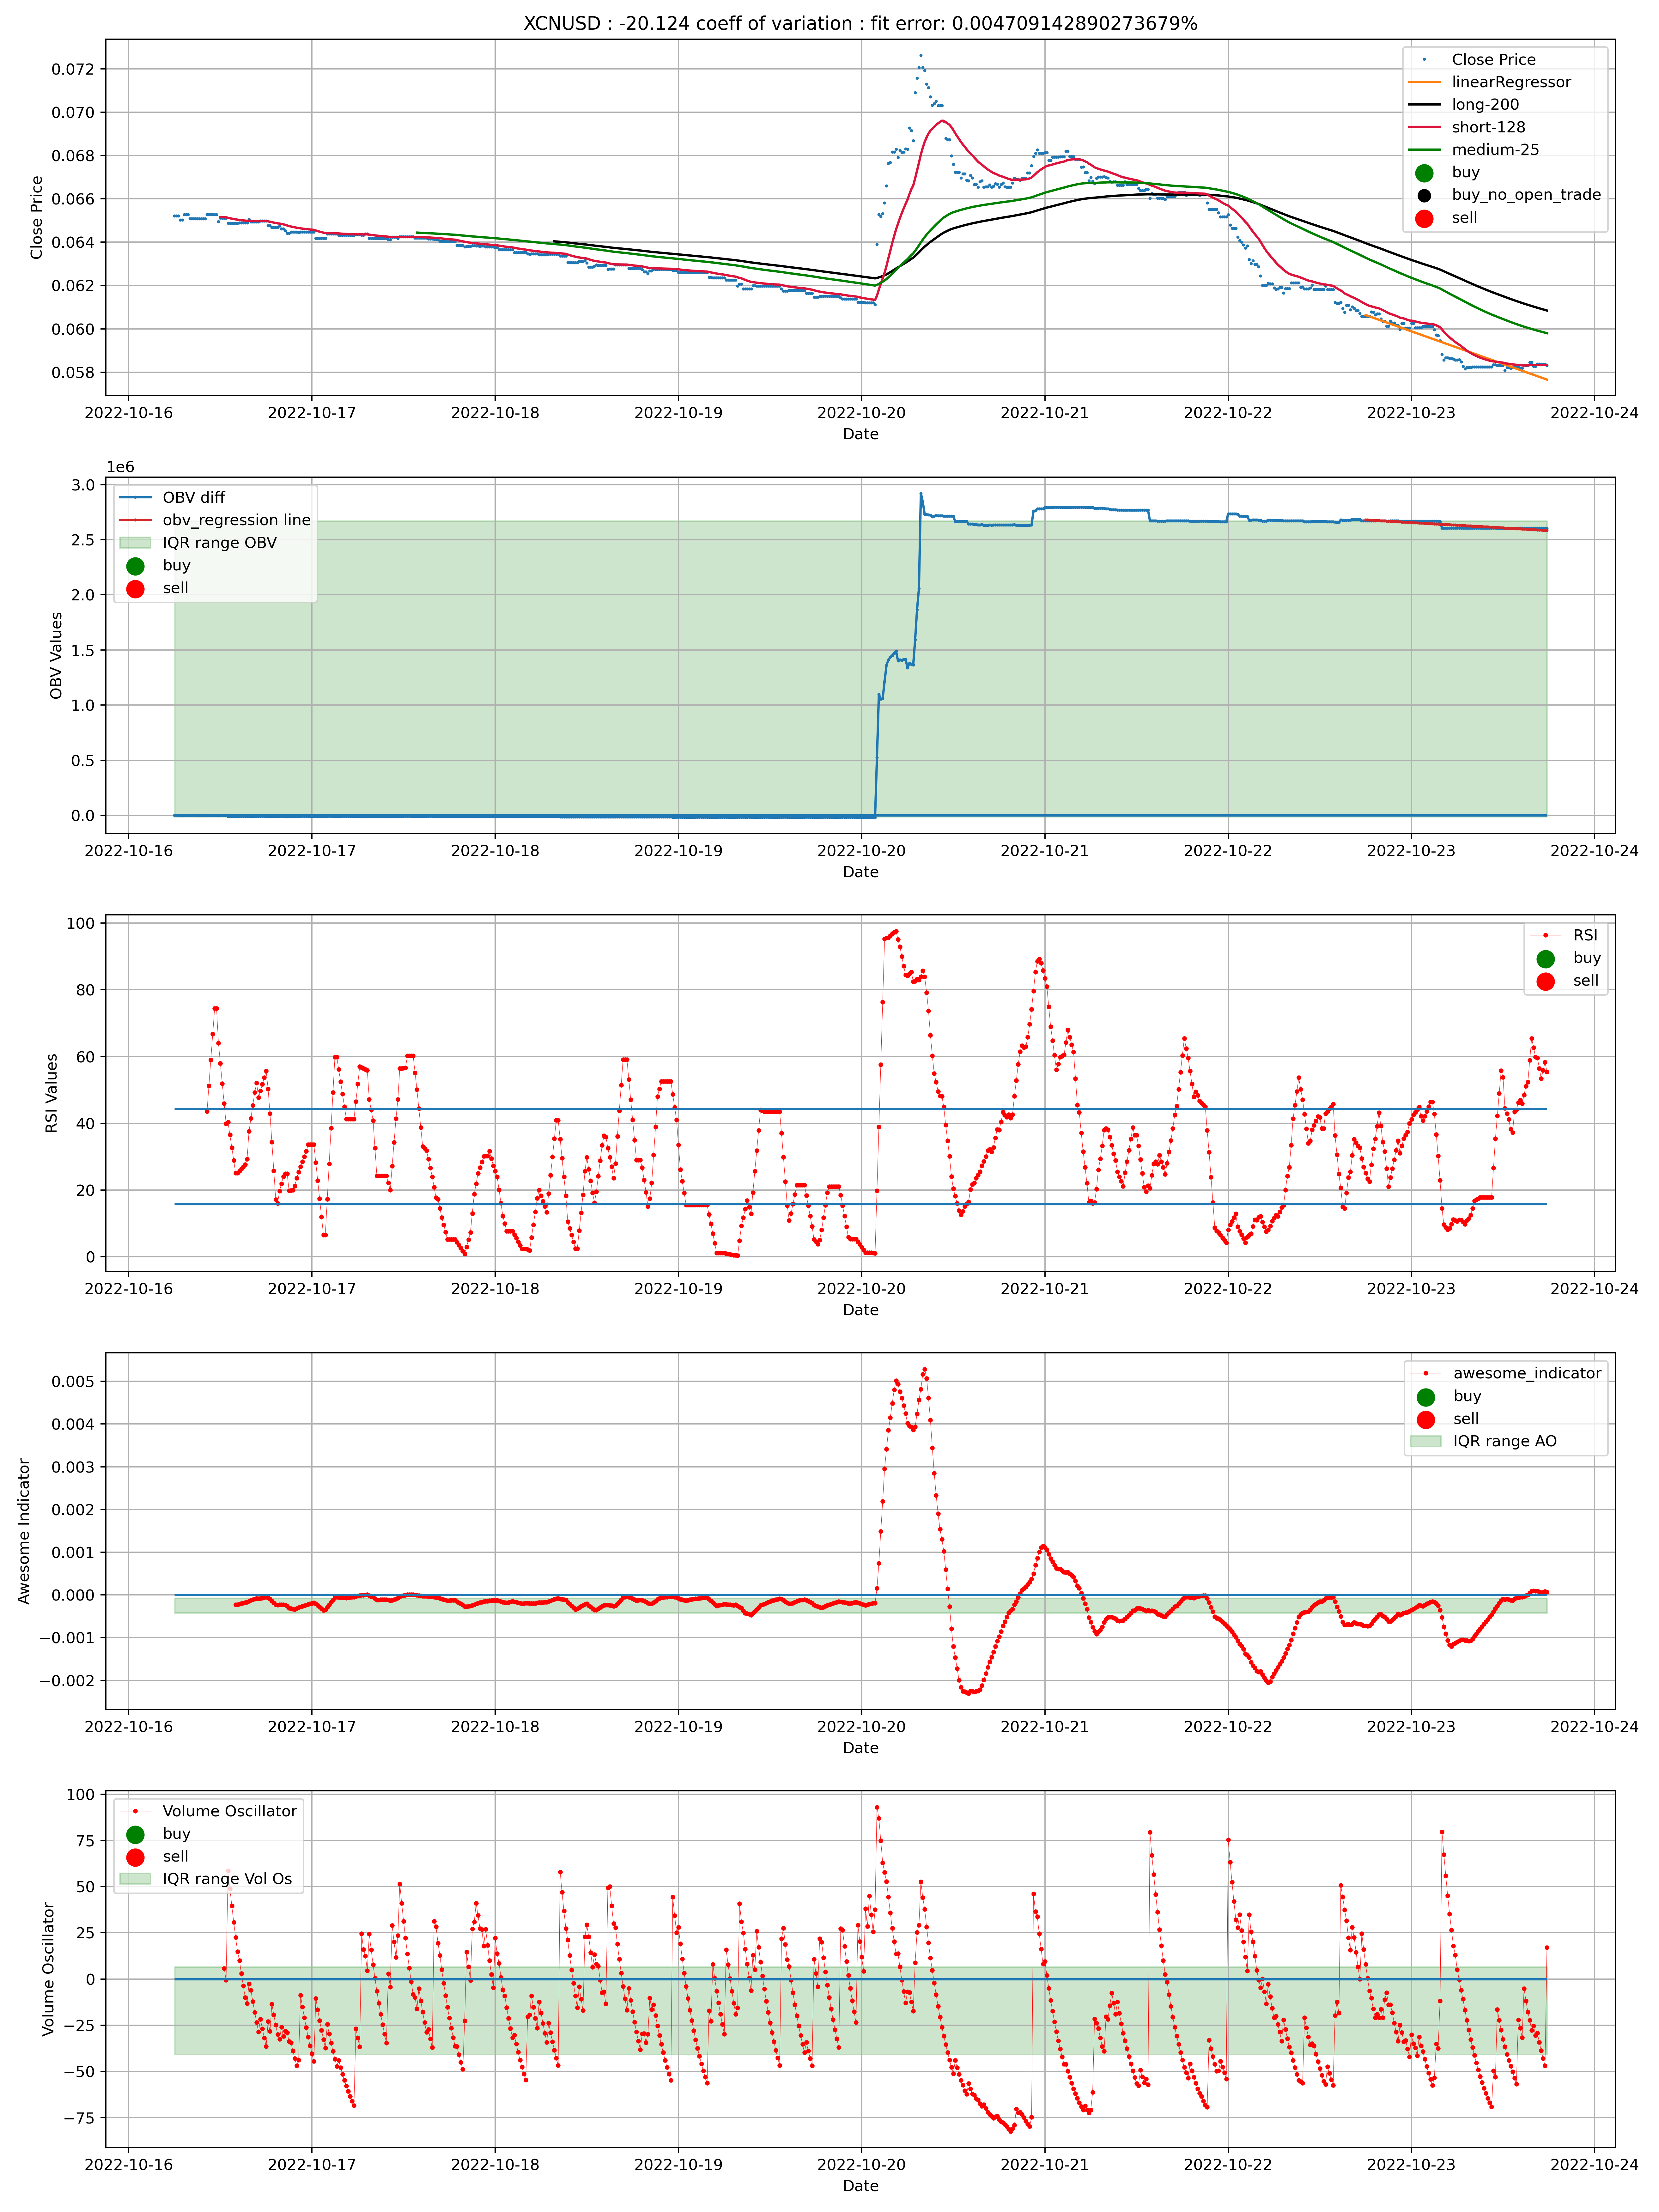 XCNUSD : -20.124 coeff of variation : fit error: 0.004709142890273679%
Close Price
0.072
0.070
0.068
0.066
0.064
0.062
0.060
0.058
Close Price
linearRegressor
long-200
short-128
medium-25
buy
buy_no_open_trade
sell
2022-10-16 2022-10-17 2022-10-18 2022-10-19 2022-10-20 2022-10-21 2022-10-22 2022-10-23 2022-10-24
Date
1e6
OBV Values
3.0
2.5
2.0
1.5
1.0
0.5
0.0
OBV diff
obv_regression line
IQR range OBV
buy
sell
2022-10-16 2022-10-17 2022-10-18 2022-10-19 2022-10-20 2022-10-21 2022-10-22 2022-10-23 2022-10-24
Date
RSI Values
100
80
60
40
20
0
RSI
buy
sell
2022-10-16 2022-10-17 2022-10-18 2022-10-19 2022-10-20 2022-10-21 2022-10-22 2022-10-23 2022-10-24
Date
Awesome Indicator
0.005
0.004
0.003
0.002
0.001
0.000
−0.001
−0.002
awesome_indicator
buy
sell
IQR range AO
2022-10-16 2022-10-17 2022-10-18 2022-10-19 2022-10-20 2022-10-21 2022-10-22 2022-10-23 2022-10-24
Date
Volume Oscillator
100
75
50
25
0
−25
−50
−75
Volume Oscillator
buy
sell
IQR range Vol Os
2022-10-16 2022-10-17 2022-10-18 2022-10-19 2022-10-20 2022-10-21 2022-10-22 2022-10-23 2022-10-24
Date